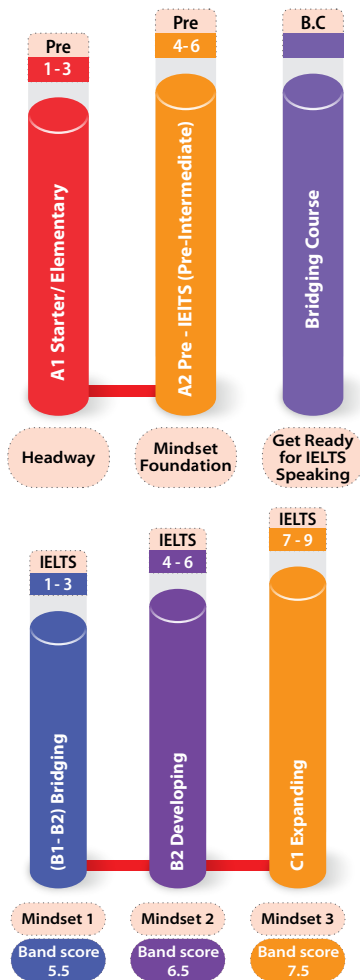 Pre
1-3
A1 Starter/ Elementary
Headway
Pre
4-6
A2 Pre - IEITS (Pre-Intermediate)
Mindset
Foundation
B.C
Bridging Course
Get Ready
for IELTS
Speaking
IELTS
1-3
(B1- B2) Bridging
Mindset 1
Band score
5.5
IELTS
4-6
B2 Developing
Mindset 2
Band score
6.5
IELTS
7-9
C1 Expanding
Mindset 3
Band score
7.5